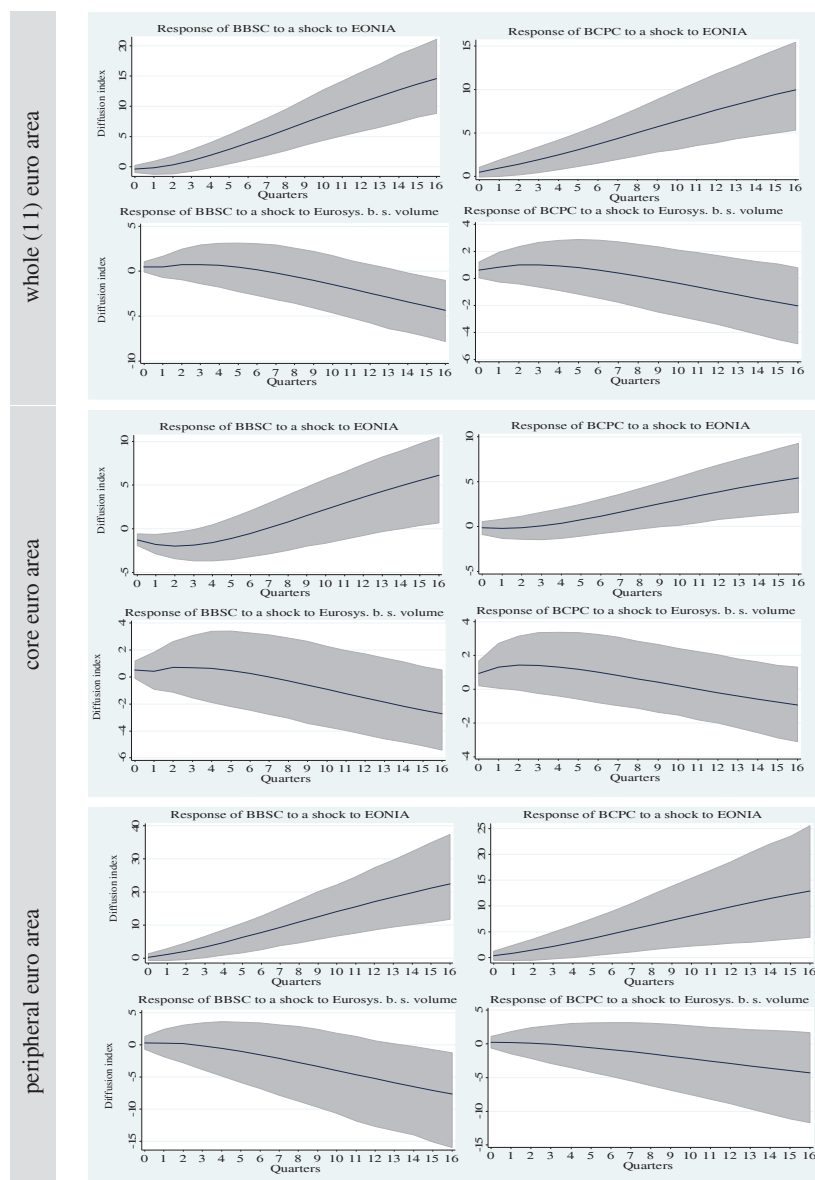 whole (11) euro area
Response of BBSC to a shock to EONIA
Diffusion index
0 5 10 15 20
0 1 2 3 4 5 6 7 8 9 10 11 12 13 14 15 16
Quarters
Response of BCPC to a shock to EONIA
0 5 10 15
0 1 2 3 4 5 6 7 8 9 10 11 12 13 14 15 16
Quarters
Response of BBSC to a shock to Eurosys. b. s. volume
Diffusion index
-10 -5 0 5
0 1 2 3 4 5 6 7 8 9 10 11 12 13 14 15 16
Quarters
Response of BCPC to a shock to Eurosys. b. s. volume
-6 -4 -2 0 2 4
0 1 2 3 4 5 6 7 8 9 10 11 12 13 14 15 16
Quarters
core euro area
Response of BBSC to a shock to EONIA
Diffusion index
-5 0 5 10
0 1 2 3 4 5 6 7 8 9 10 11 12 13 14 15 16
Quarters
Response of BCPC to a shock to EONIA
-5 0 5 10
0 1 2 3 4 5 6 7 8 9 10 11 12 13 14 15 16
Quarters
Response of BBSC to a shock to Eurosys. b. s. volume
Diffusion index
-6 -4 -2 0 2 4
0 1 2 3 4 5 6 7 8 9 10 11 12 13 14 15 16
Quarters
Response of BCPC to a shock to Eurosys. b. s. volume
-4 -2 0 2 4
0 1 2 3 4 5 6 7 8 9 10 11 12 13 14 15 16
Quarters
peripheral euro area
Response of BBSC to a shock to EONIA
Diffusion index
0 10 20 30 40
0 1 2 3 4 5 6 7 8 9 10 11 12 13 14 15 16
Quarters
Response of BCPC to a shock to EONIA
0 5 10 15 20 25
0 1 2 3 4 5 6 7 8 9 10 11 12 13 14 15 16
Quarters
Response of BBSC to a shock to Eurosys. b. s. volume
Diffusion index
-15 -10 -5 0 5
0 1 2 3 4 5 6 7 8 9 10 11 12 13 14 15 16
Quarters
Response of BCPC to a shock to Eurosys. b. s. volume
-15 -10 -5 0 5
0 1 2 3 4 5 6 7 8 9 10 11 12 13 14 15 16
Quarters